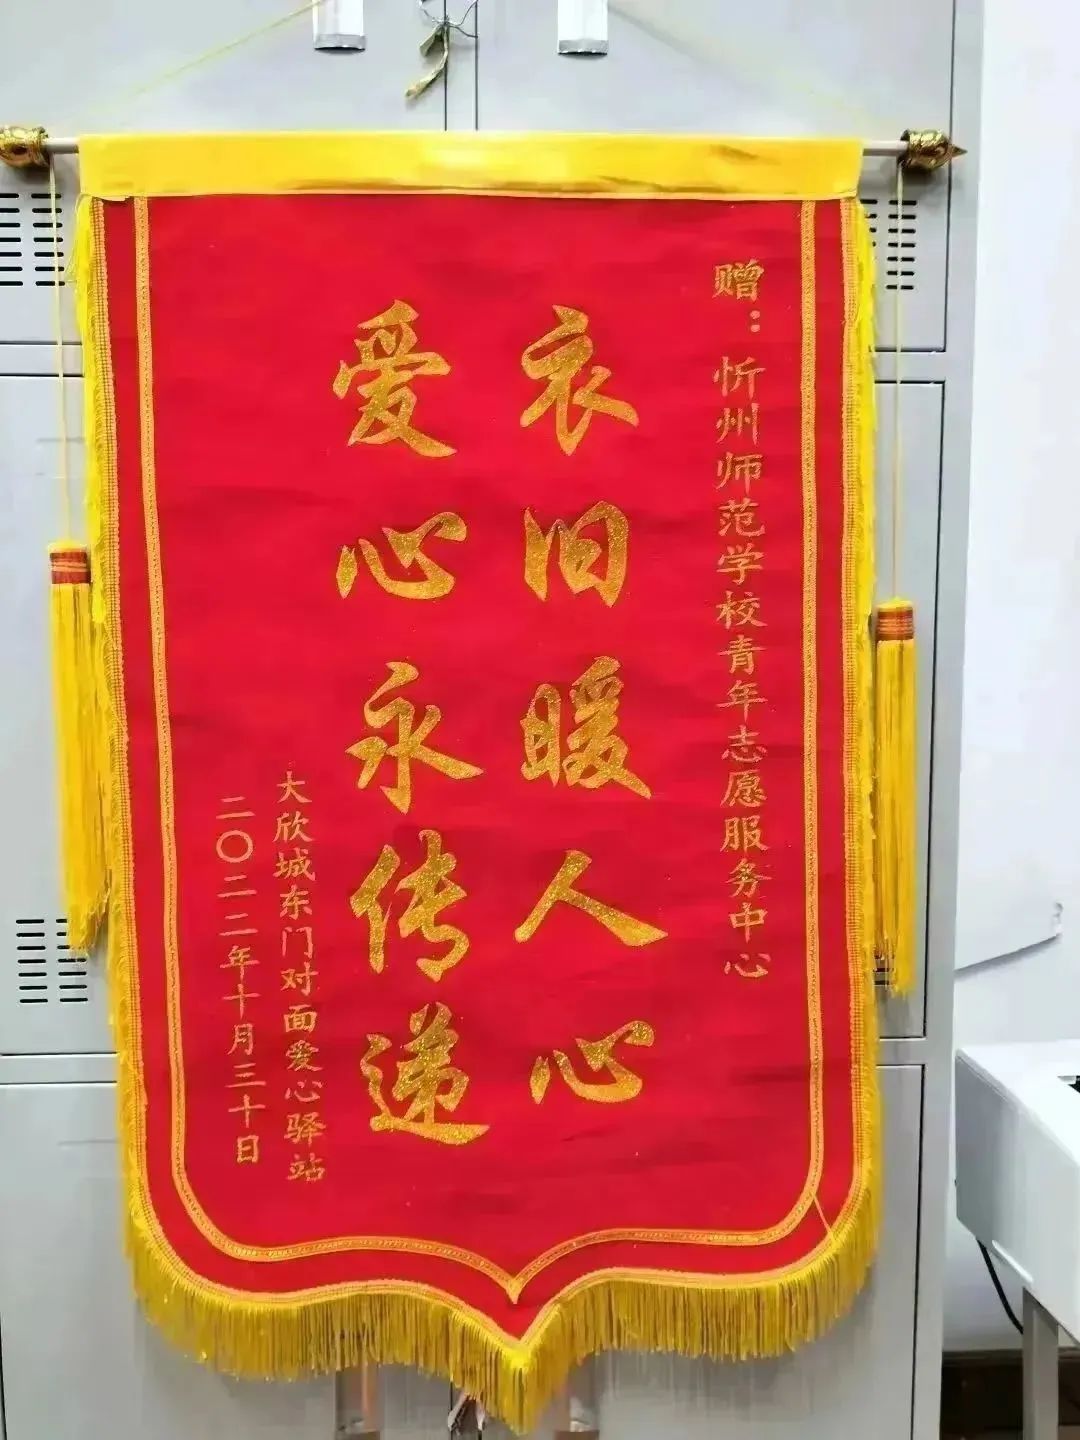 赠：忻州师范学校青年志愿服务中心
衣旧暖人心
爱心永传递
大欣城东门对面爱心驿站
二〇二二年十月三十日